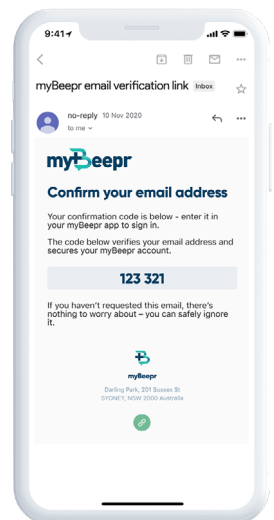 9:41
myBeepr email verification link Inbox
no-reply 10 Nov 2020
to me
myBeepr
Confirm your email address
Your confirmation code is below - enter it in
your myBeepr app to sign in.
The code below verifies your email address and
secures your myBeepr account.
123 321
If you haven't requested this email, there's
nothing to worry about – you can safely ignore
it.
myBeepr
Darling Park, 201 Sussex St
SYDNEY, NSW 2000 Australia